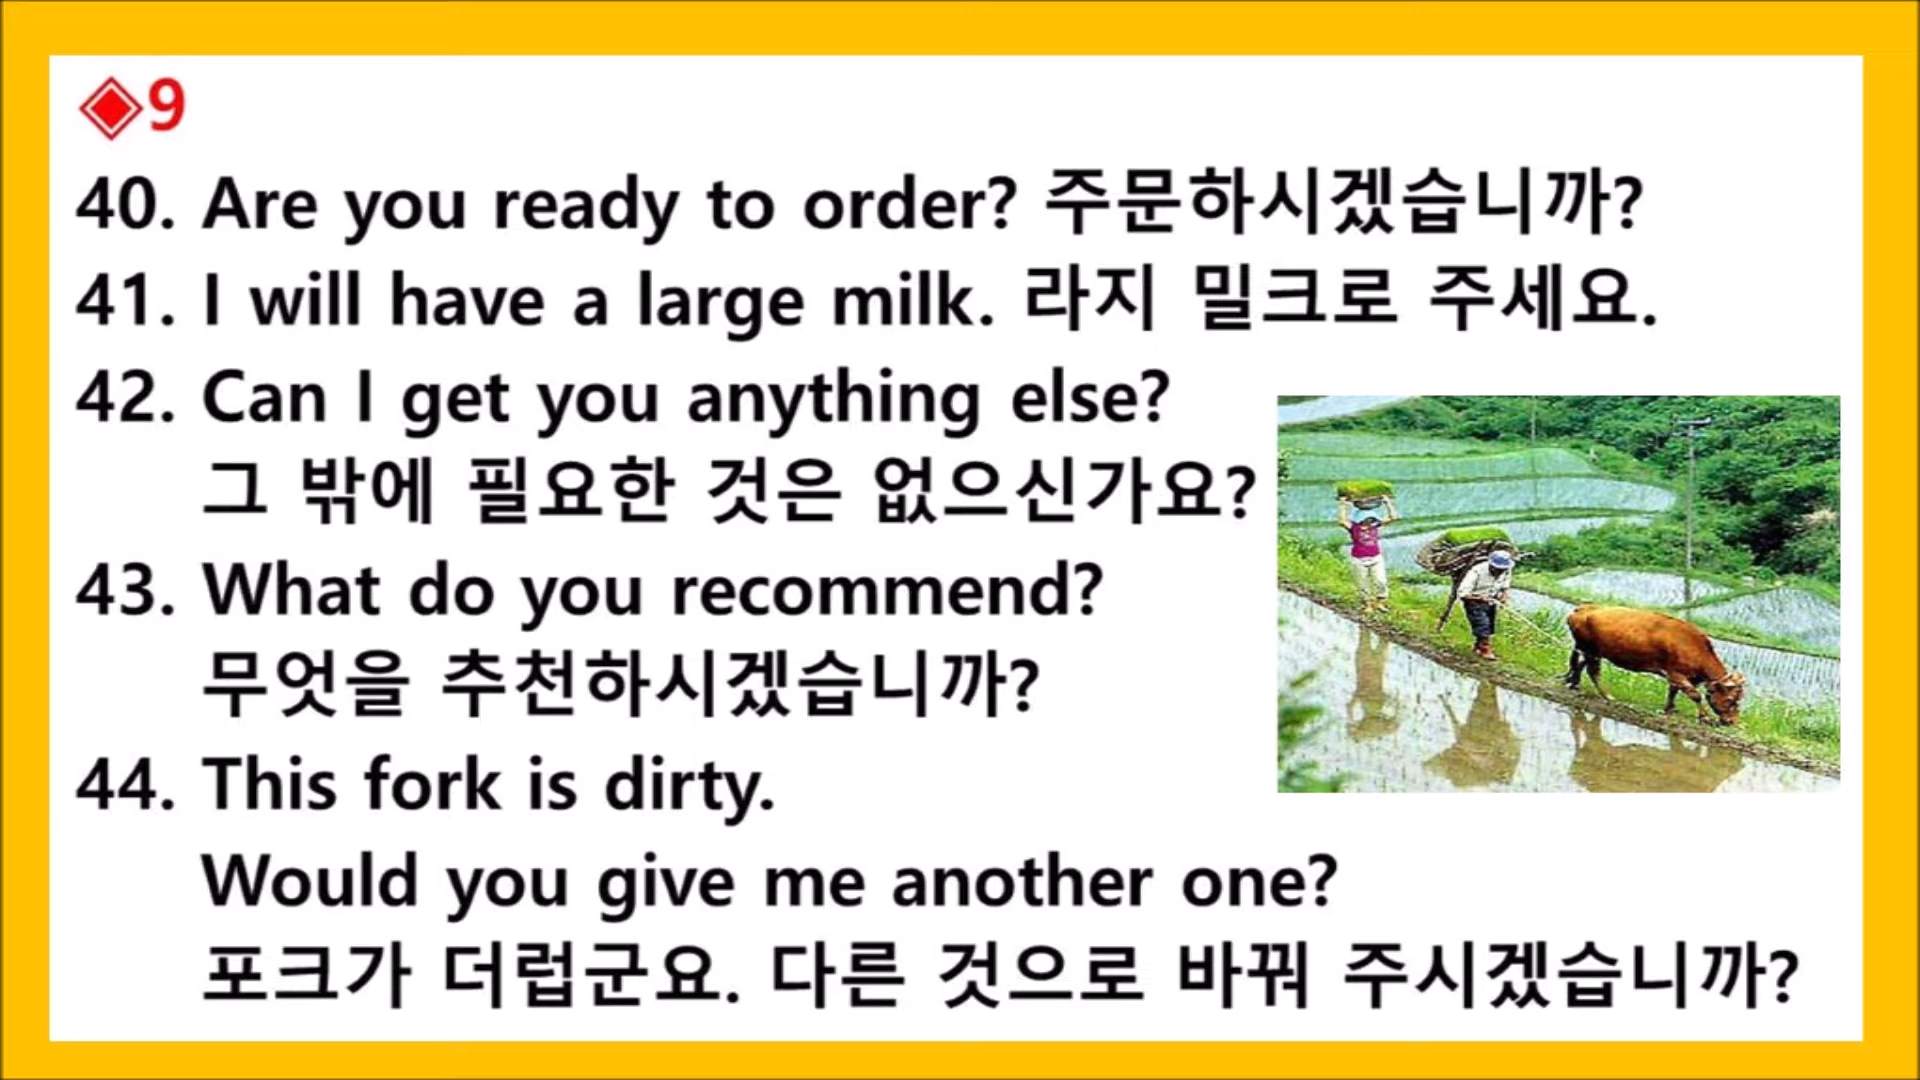 ◈9
40. Are you ready to order? 주문하시겠습니까?
41. I will have a large milk. 라지 밀크로 주세요.
42. Can I get you anything else?
그 밖에 필요한 것은 없으신가요?
43. What do you recommend?
무엇을 추천하시겠습니까?
44. This fork is dirty.
Would you give me another one?
포크가 더럽군요. 다른 것으로 바꿔 주시겠습니까?